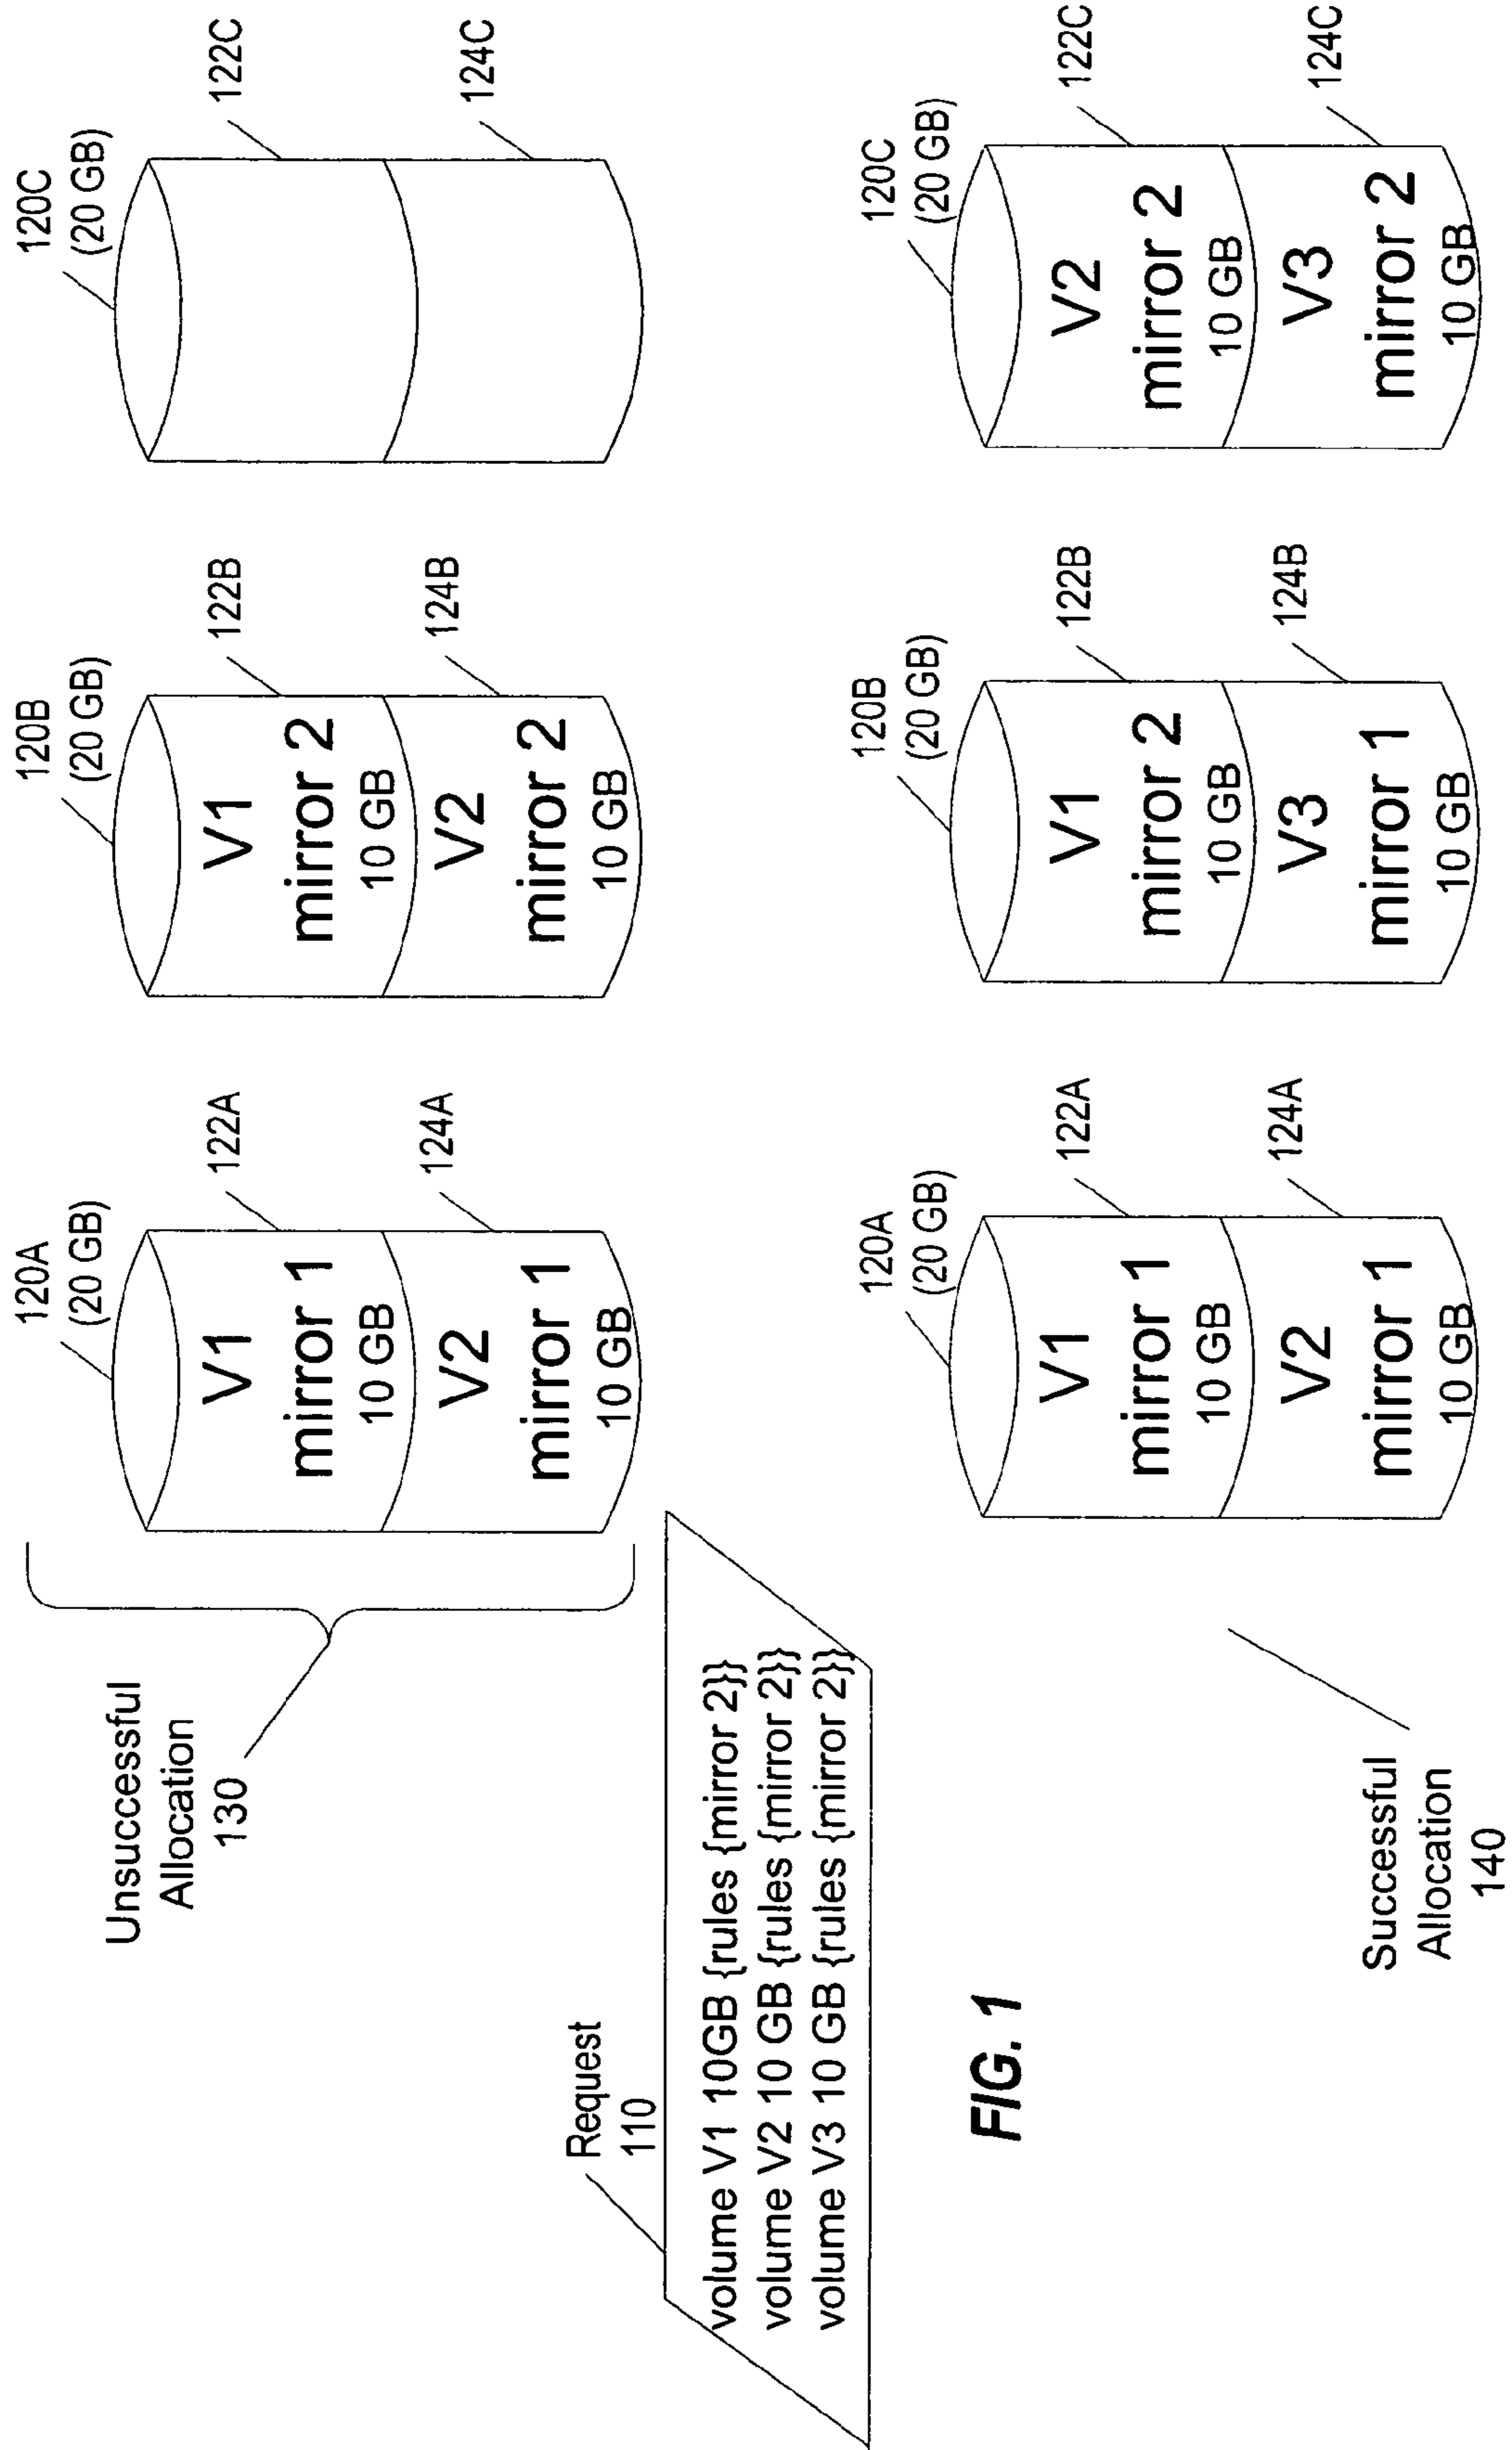 Unsuccessful
Allocation
130
120A
(20 GB)
V1
mirror 1
10 GB
V2
mirror 1
10 GB
122A
124A
120B
(20 GB)
V1
mirror 2
10 GB
V2
mirror 2
10 GB
122B
124B
120C
(20 GB)
122C
124C
Request
110
volume V1 10GB {rules {mirror 2}}
volume V2 10 GB {rules {mirror 2}}
volume V3 10 GB {rules {mirror 2}}
FIG. 1
Successful
Allocation
140
120A
(20 GB)
V1
mirror 1
10 GB
V2
mirror 1
10 GB
122A
124A
120B
(20 GB)
V1
mirror 2
10 GB
V3
mirror 1
10 GB
122B
124B
120C
(20 GB)
V2
mirror 2
10 GB
V3
mirror 2
10 GB
122C
124C